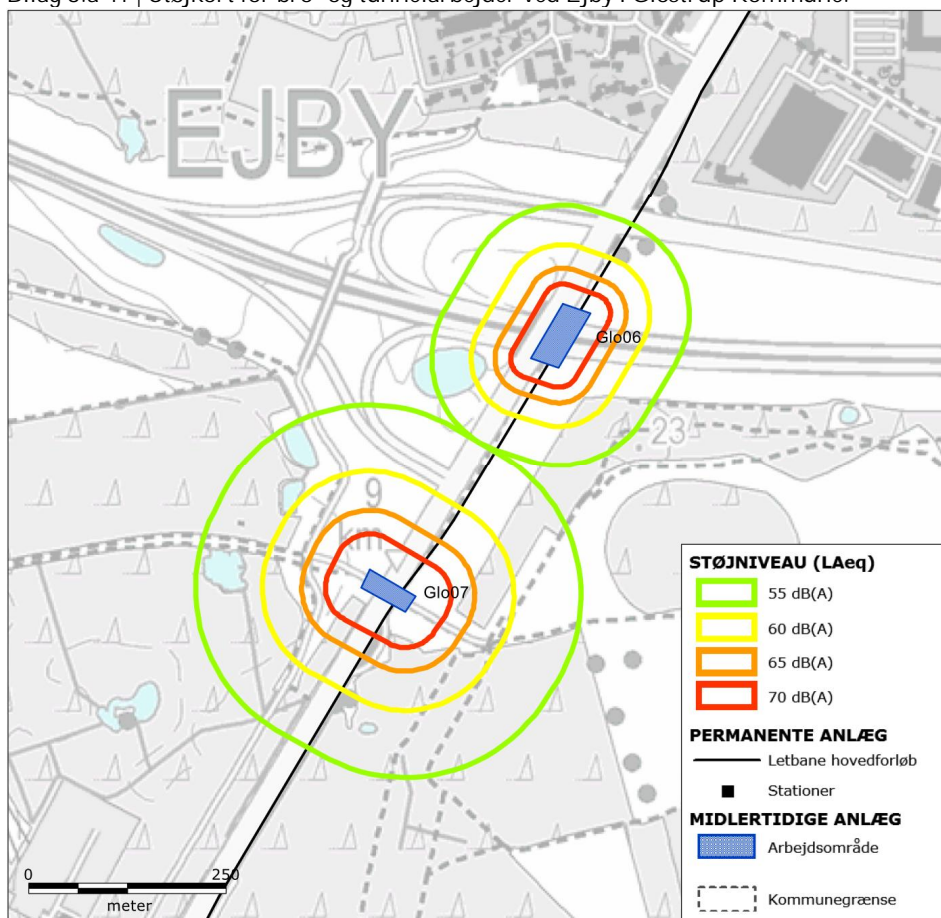 EJBY
Glo06
23
9
km
Glo07
STØJNIVEAU (LAeq)
55 dB(A)
60 dB(A)
65 dB(A)
70 dB(A)
PERMANENTE ANLÆG
Letbane hovedforløb
Stationer
MIDLERTIDIGE ANLÆG
Arbejdsområde
Kommunegrænse
0 250
meter